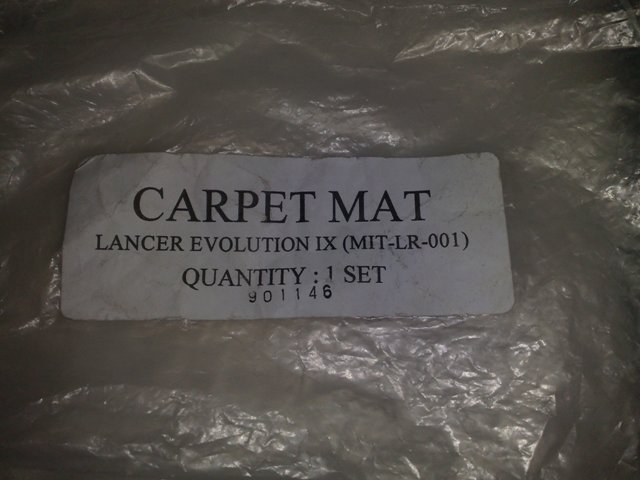 CARPET MAT
LANCER EVOLUTION IX (MIT-LR-001)
QUANTITY : 1 SET
901146